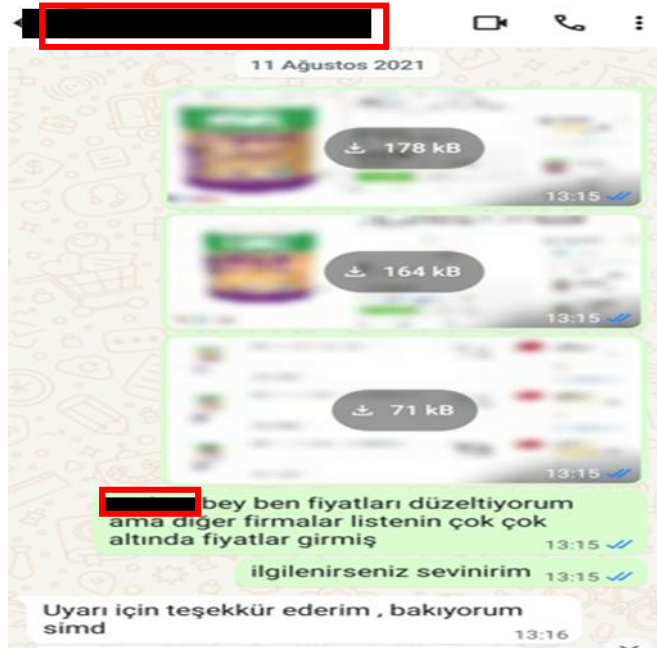 11 Ağustos 2021
178 kB
13:15
164 kB
13:15
71 kB
13:15
bey ben fiyatları düzeltiyorum
ama diğer firmalar listenin çok çok
altında fiyatlar girmiş
13:15
ilgilenirseniz sevinirim 13:15
Uyarı için teşekkür ederim , bakıyorum
simd
13:16